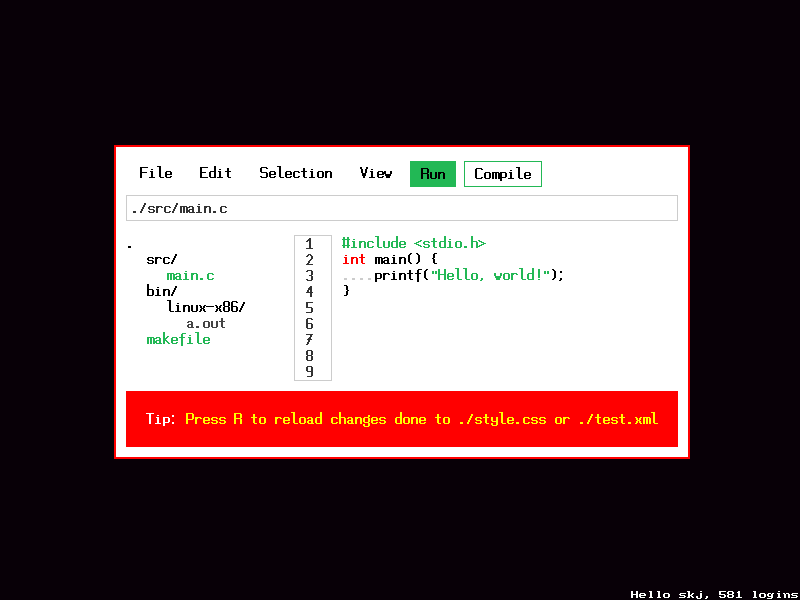 File Edit Selection View Run Compile
./src/main.c
.
src/
main.c
bin/
linux-x86/
a.out
makefile
1 #include <stdio.h>
2 int main() {
3 ....printf("Hello, world!");
4 }
5
6
7
8
9
Tip: Press R to reload changes done to ./style.css or ./test.xml
Hello skj, 581 logins